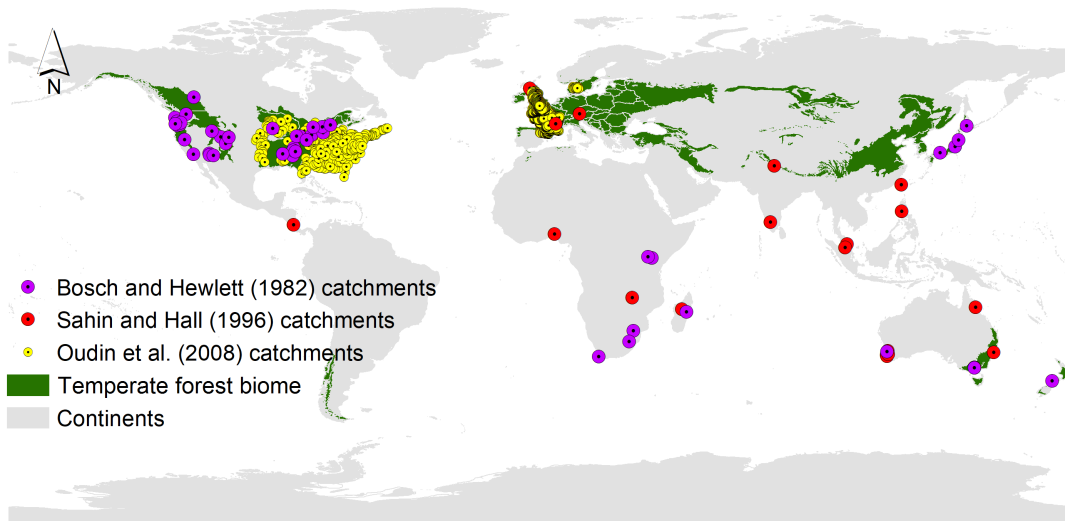 N
Bosch and Hewlett (1982) catchments
Sahin and Hall (1996) catchments
Oudin et al. (2008) catchments
Temperate forest biome
Continents